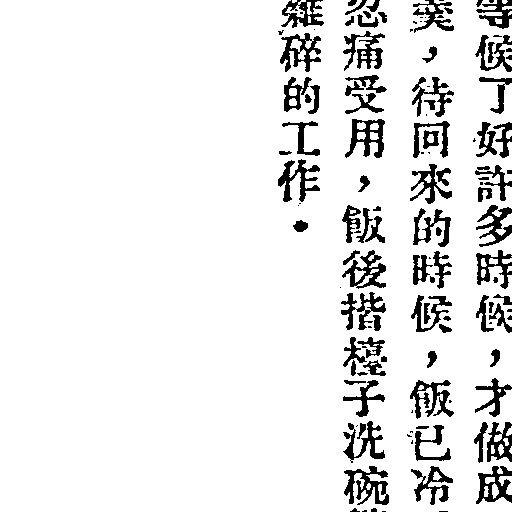 等候了好許多時候，才做成
羹，待回來的時候，飯已冷
忍痛受用，飯後揩檯子洗碗
雜碎的工作．